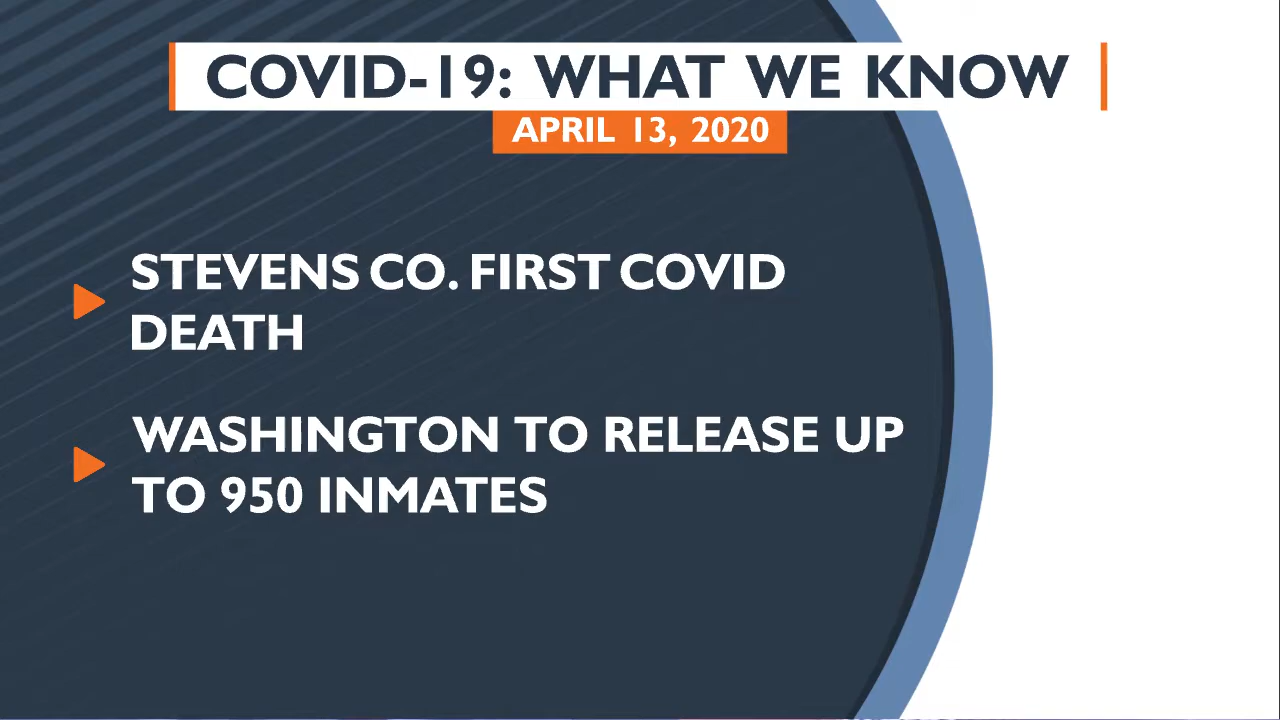 COVID-19: WHAT WE KNOW
APRIL 13, 2020
STEVENS CO. FIRST COVID
DEATH
WASHINGTON TO RELEASE UP
TO 950 INMATES